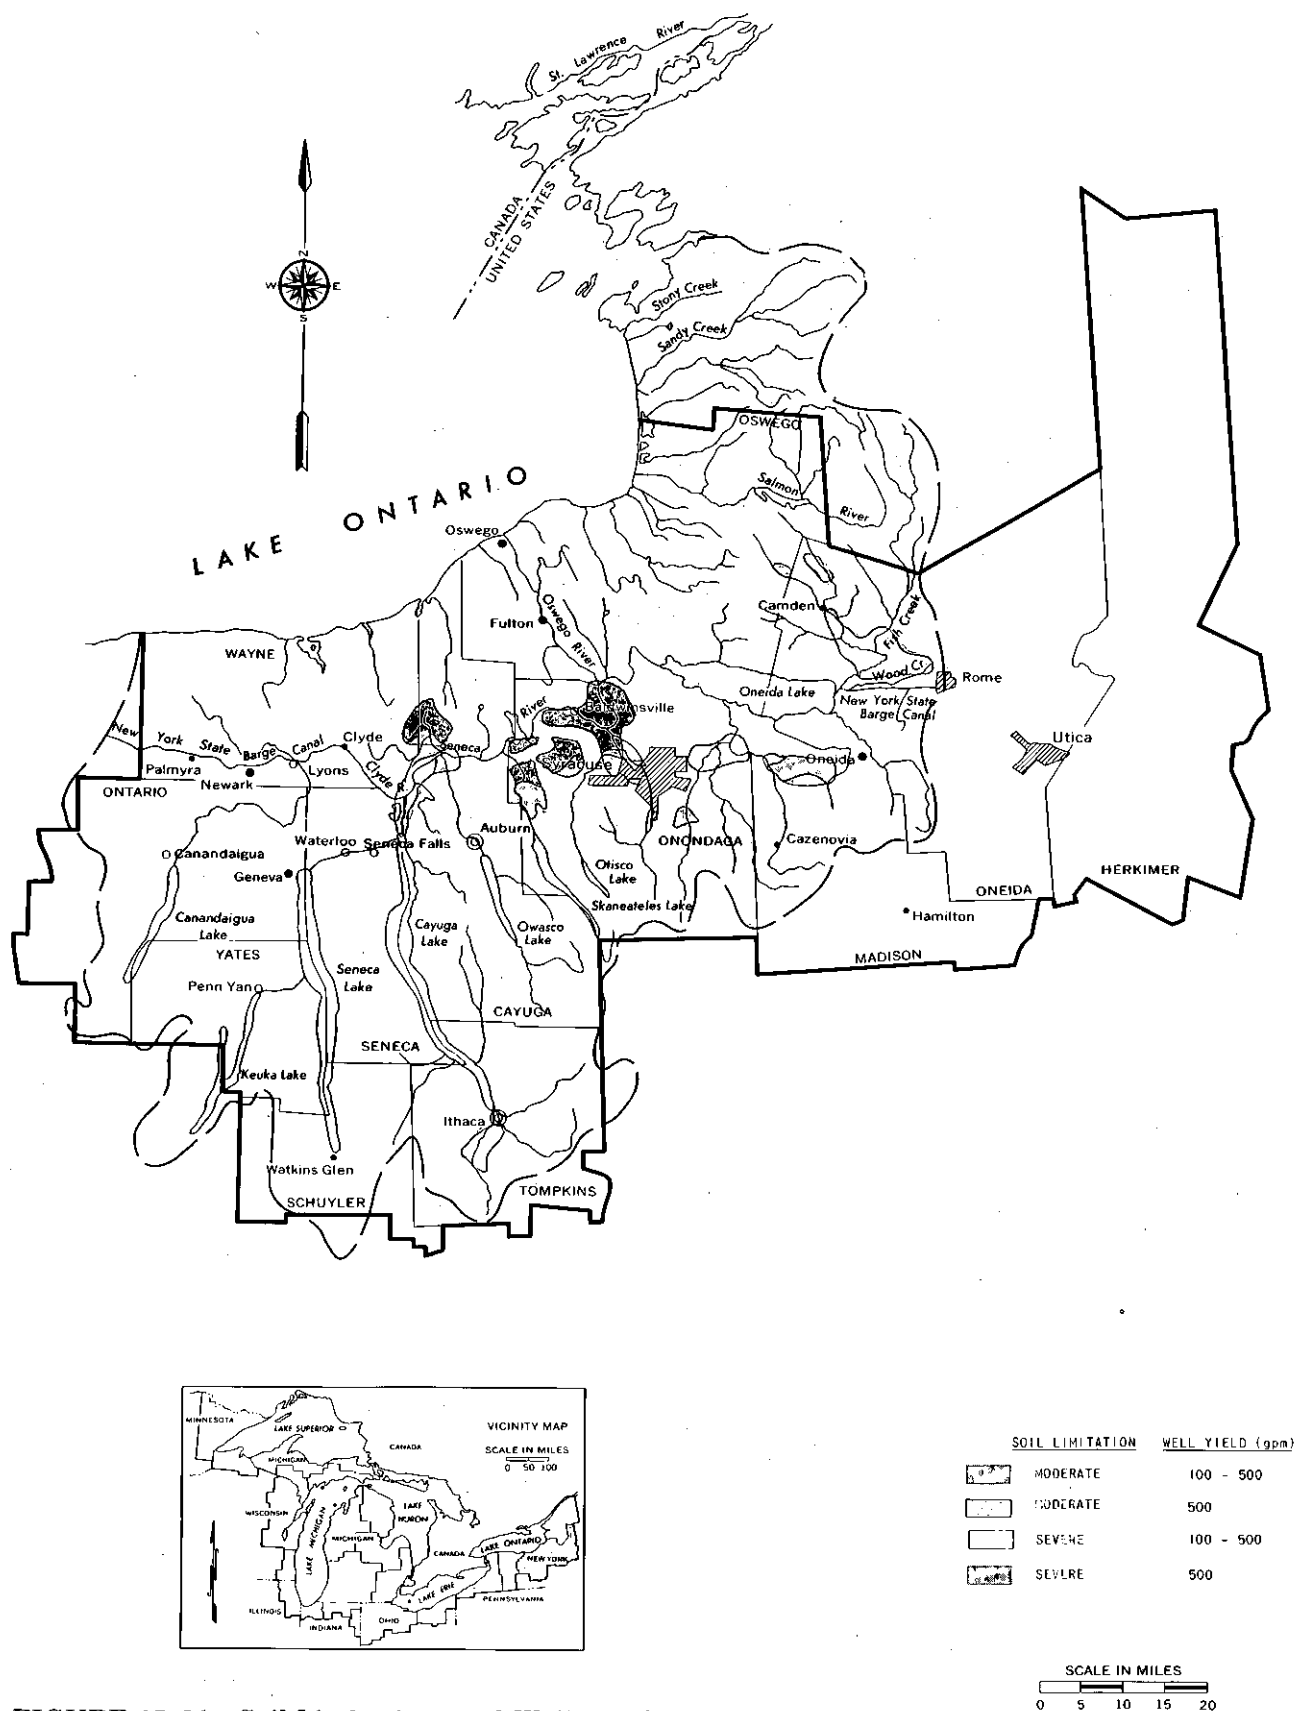 St. Lawrence River
CANADA
UNITED STATES
N
W E
S
Stony Creek
Sandy Creek
OSWEGO
Salmon
River
LAKE ONTARIO
Oswego
Camden
Fish Creek
Fulton
Oswego River
WAYNE
Wood Cr.
Rome
Oneida Lake
New York State
Barge Canal
Baldwinsville
River
Seneca
New York State Barge Canal
Clyde
Clyde R.
Utica
Palmyra
Newark
Lyons
Syracuse
Oneida
ONTARIO
Auburn
Waterloo
Seneca Falls
ONONDAGA
Cazenovia
Canandaigua
Geneva
Otisco
Lake
HERKIMER
ONEIDA
Skaneateles Lake
Hamilton
Canandaigua
Lake
Cayuga
Lake
Owasco
Lake
YATES
MADISON
Seneca
Lake
Penn Yan
CAYUGA
SENECA
Keuka Lake
Ithaca
Watkins Glen
SCHUYLER
TOMPKINS
VICINITY MAP
SCALE IN MILES
0 50 100
MINNESOTA
LAKE SUPERIOR
CANADA
MICHIGAN
WISCONSIN
LAKE MICHIGAN
LAKE
HURON
MICHIGAN
CANADA
LAKE ONTARIO
NEW YORK
LAKE ERIE
PENNSYLVANIA
ILLINOIS
INDIANA
OHIO
SOIL LIMITATION WELL YIELD (gpm)
MODERATE 100 - 500
MODERATE 500
SEVERE 100 - 500
SEVERE 500
SCALE IN MILES
0 5 10 15 20